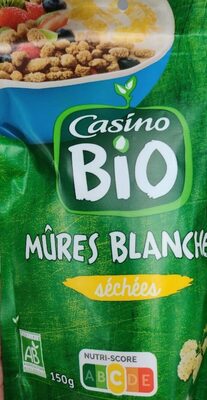 Casino
BiO
MÛRES BLANCHE
séchées
AB
150g
NUTRI-SCORE
A B C D E